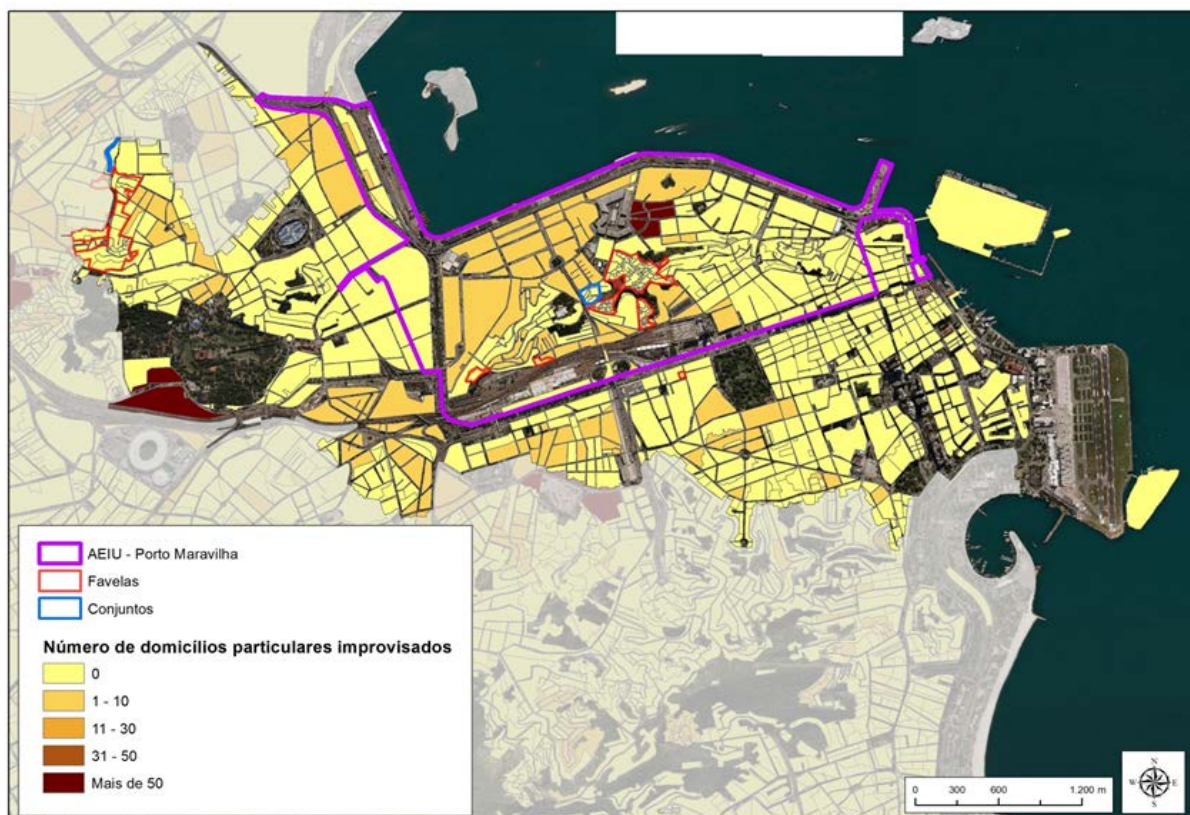 AEIU - Porto Maravilha
Favelas
Conjuntos
Número de domicílios particulares improvisados
0
1 - 10
11 - 30
31 - 50
Mais de 50
0 300 600 1.200 m
N
W E
S